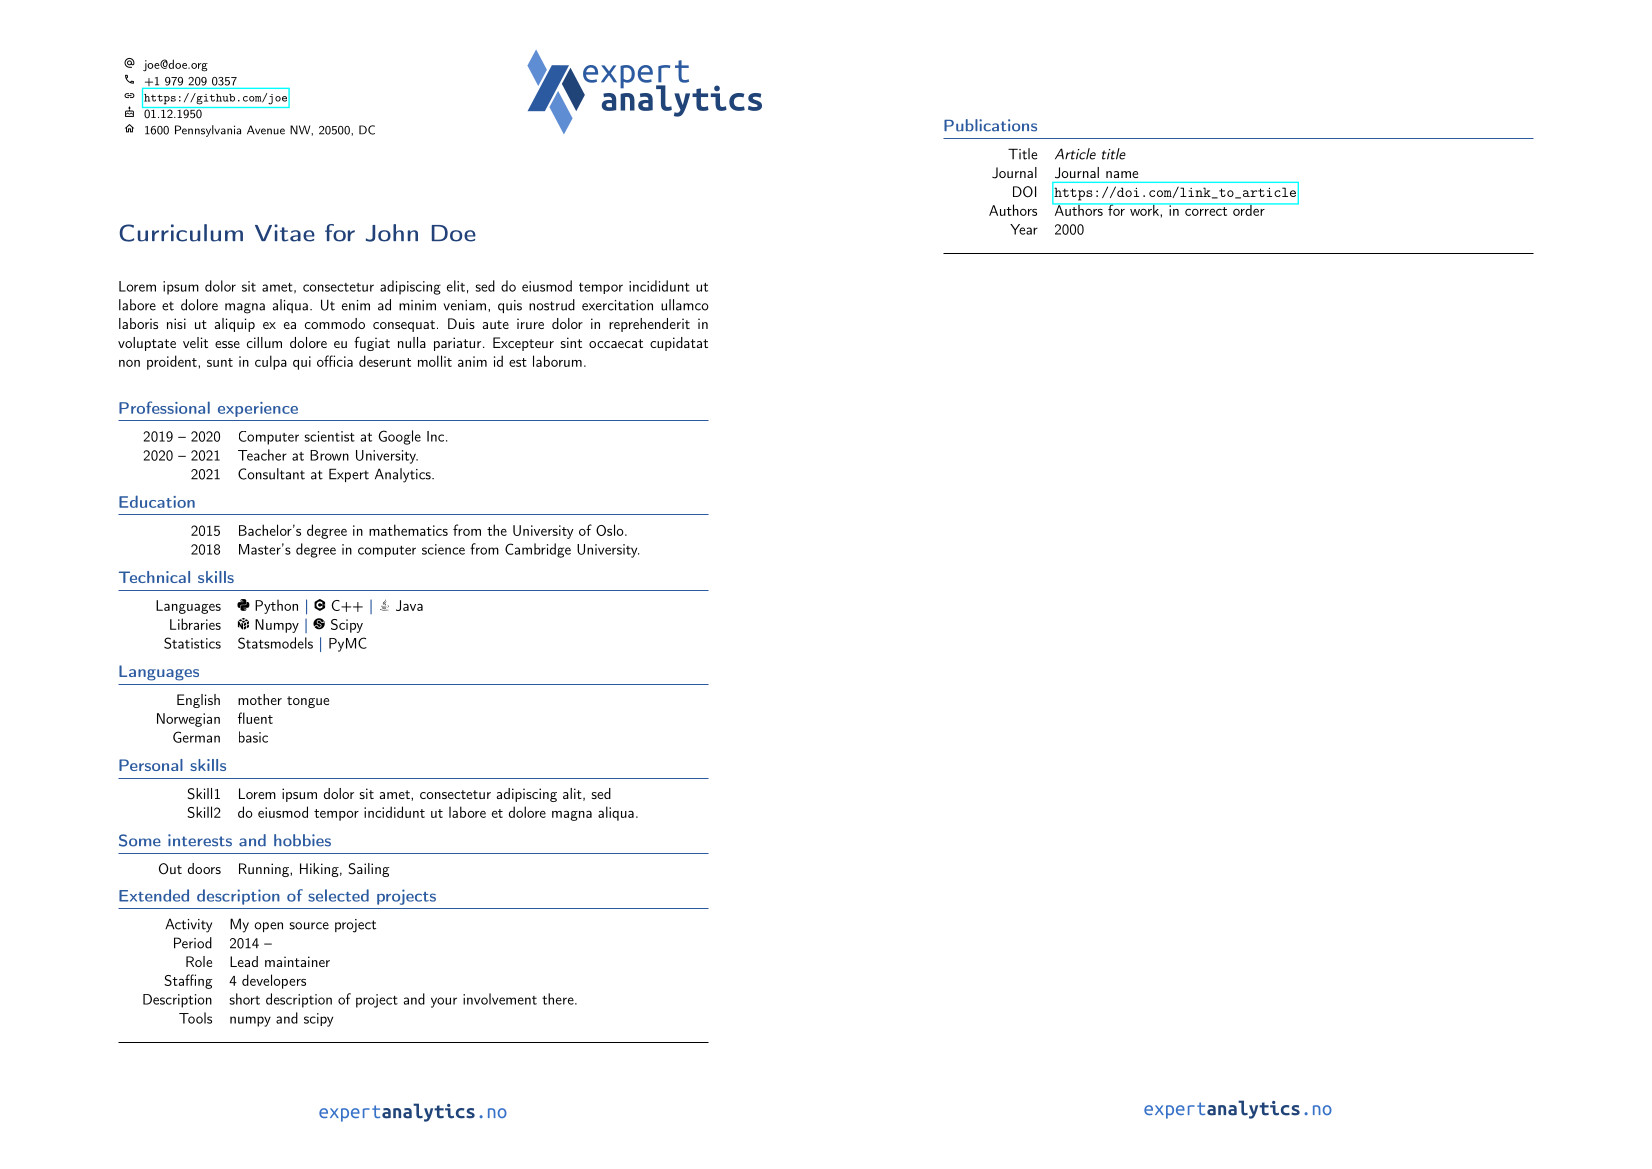 joe@doe.org
+1 979 209 0357
https://github.com/joe
01.12.1950
1600 Pennsylvania Avenue NW, 20500, DC
expert
analytics
Curriculum Vitae for John Doe
Lorem ipsum dolor sit amet, consectetur adipiscing elit, sed do eiusmod tempor incididunt ut
labore et dolore magna aliqua. Ut enim ad minim veniam, quis nostrud exercitation ullamco
laboris nisi ut aliquip ex ea commodo consequat. Duis aute irure dolor in reprehenderit in
voluptate velit esse cillum dolore eu fugiat nulla pariatur. Excepteur sint occaecat cupidatat
non proident, sunt in culpa qui officia deserunt mollit anim id est laborum.
Professional experience
2019 – 2020 Computer scientist at Google Inc.
2020 – 2021 Teacher at Brown University.
2021 Consultant at Expert Analytics.
Education
2015 Bachelor's degree in mathematics from the University of Oslo.
2018 Master's degree in computer science from Cambridge University.
Technical skills
Languages Python | C++ | Java
Libraries Numpy | Scipy
Statistics Statsmodels | PyMC
Languages
English mother tongue
Norwegian fluent
German basic
Personal skills
Skill1 Lorem ipsum dolor sit amet, consectetur adipiscing alit, sed
Skill2 do eiusmod tempor incididunt ut labore et dolore magna aliqua.
Some interests and hobbies
Out doors Running, Hiking, Sailing
Extended description of selected projects
Activity My open source project
Period 2014 –
Role Lead maintainer
Staffing 4 developers
Description short description of project and your involvement there.
Tools numpy and scipy
expertanalytics.no
Publications
Title Article title
Journal Journal name
DOI https://doi.com/link_to_article
Authors Authors for work, in correct order
Year 2000
expertanalytics.no